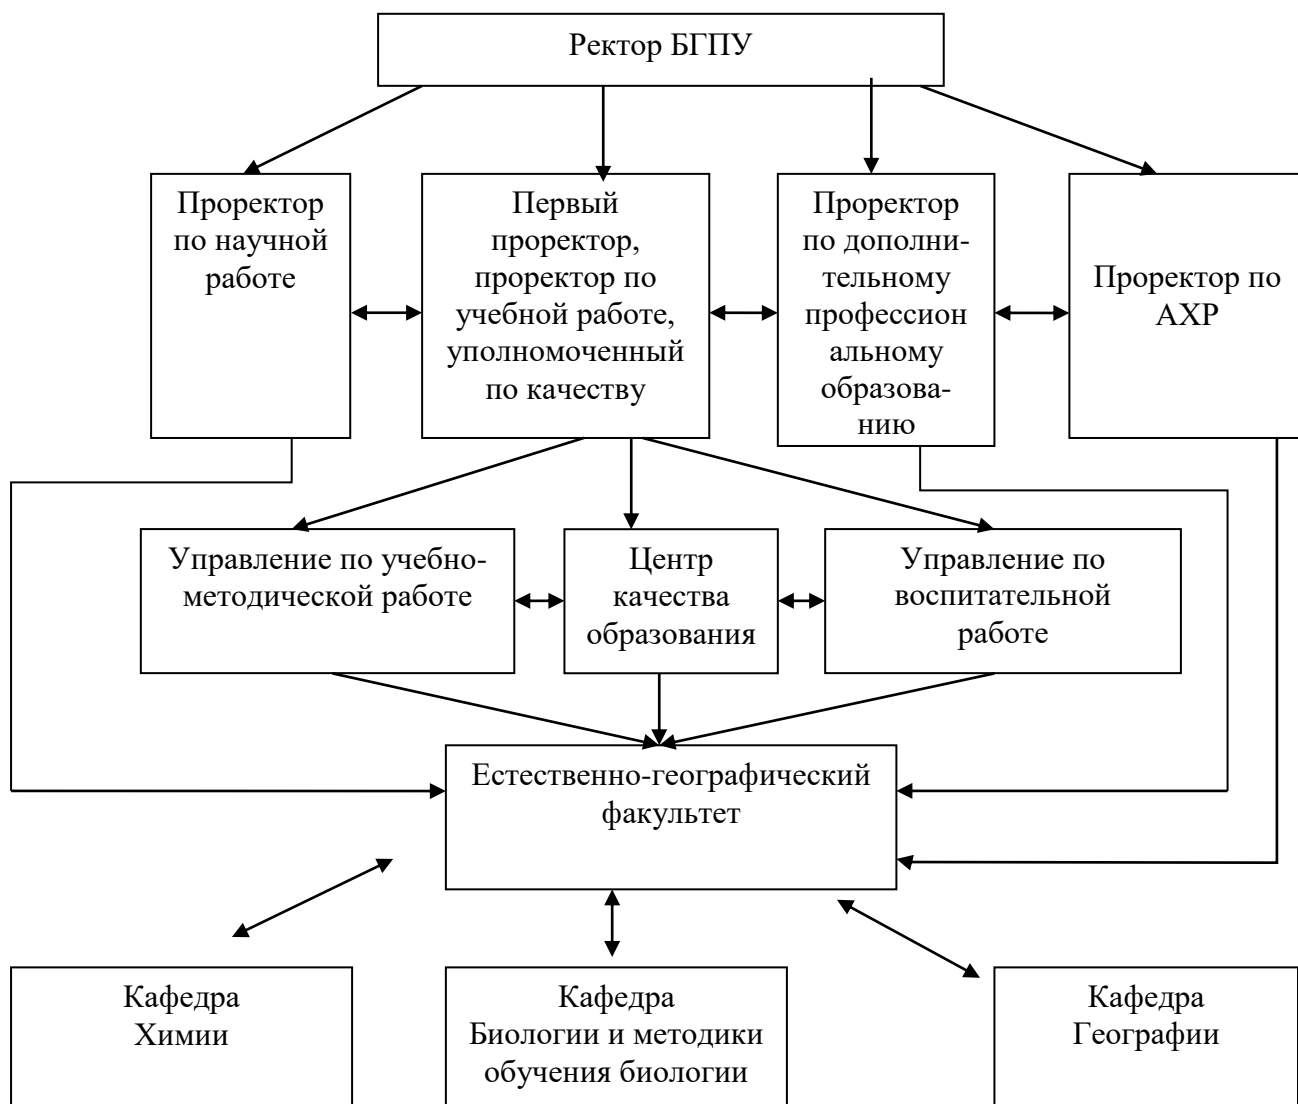 Ректор БГПУ
Проректор
по научной
работе
Первый
проректор,
проректор по
учебной работе,
уполномоченный
по качеству
Проректор
по дополни-
тельному
профессион
альному
образова-
нию
Проректор по
АХР
Управление по учебно-
методической работе
Центр
качества
образования
Управление по
воспитательной
работе
Естественно-географический
факультет
Кафедра
Химии
Кафедра
Биологии и методики
обучения биологии
Кафедра
Географии